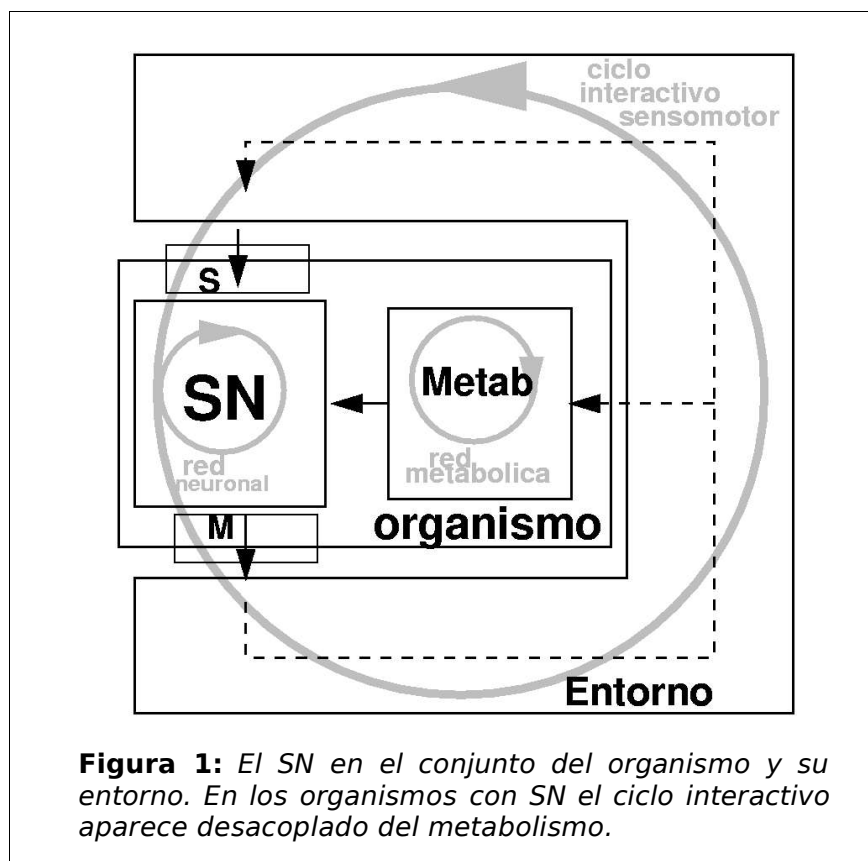 ciclo
interactivo
sensomotor
S
SN
Metab
red
neuronal
red
metabolica
M
organismo
Entorno
Figura 1: El SN en el conjunto del organismo y su
entorno. En los organismos con SN el ciclo interactivo
aparece desacoplado del metabolismo.